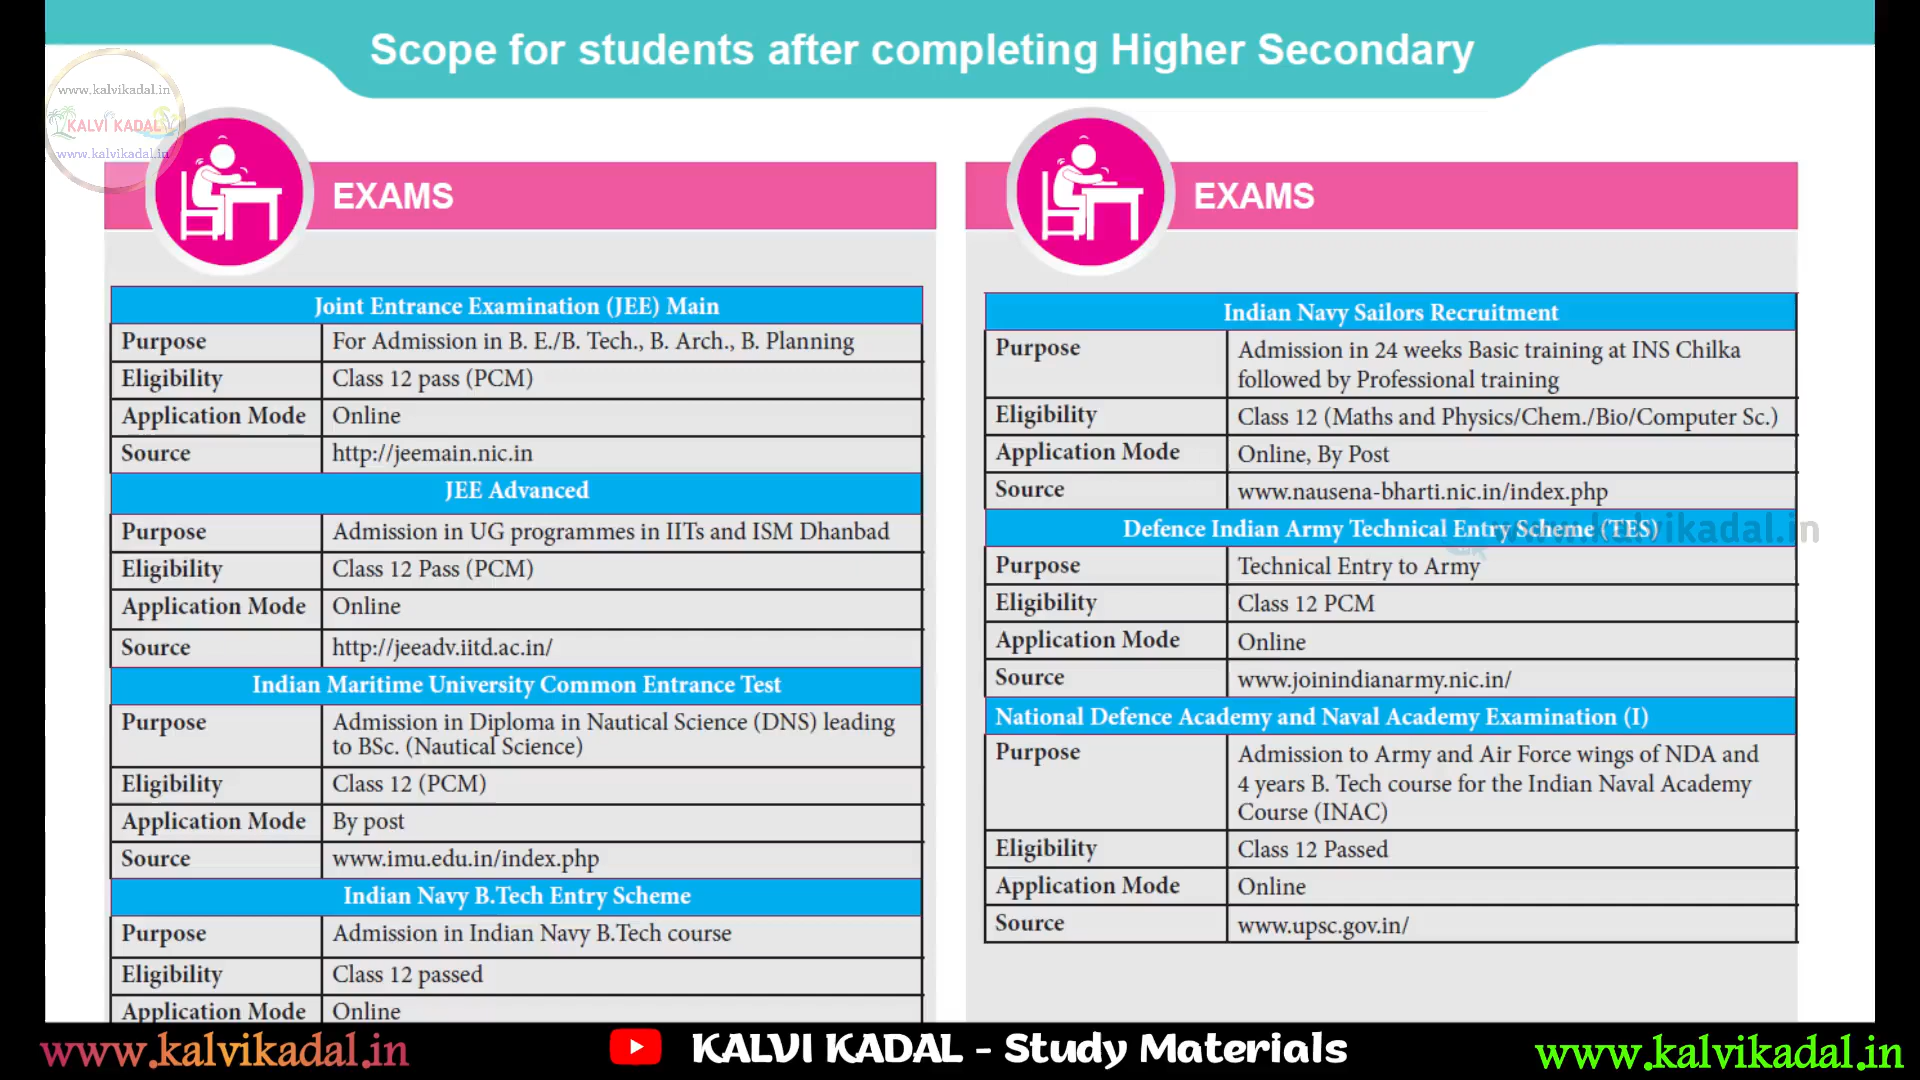 Scope for students after completing Higher Secondary
www.kalvikadal.in
KALVI KADAL
www.kalvikadal.in
EXAMS
Joint Entrance Examination (JEE) Main
Purpose For Admission in B. E./B. Tech., B. Arch., B. Planning
Eligibility Class 12 pass (PCM)
Application Mode Online
Source http://jeemain.nic.in
JEE Advanced
Purpose Admission in UG programmes in IITs and ISM Dhanbad
Eligibility Class 12 Pass (PCM)
Application Mode Online
Source http://jeeadv.iitd.ac.in/
Indian Maritime University Common Entrance Test
Purpose Admission in Diploma in Nautical Science (DNS) leading
to BSc. (Nautical Science)
Eligibility Class 12 (PCM)
Application Mode By post
Source www.imu.edu.in/index.php
Indian Navy B.Tech Entry Scheme
Purpose Admission in Indian Navy B.Tech course
Eligibility Class 12 passed
Application Mode Online
EXAMS
Indian Navy Sailors Recruitment
Purpose Admission in 24 weeks Basic training at INS Chilka
followed by Professional training
Eligibility Class 12 (Maths and Physics/Chem./Bio/Computer Sc.)
Application Mode Online, By Post
Source www.nausena-bharti.nic.in/index.php
Defence Indian Army Technical Entry Scheme (TES)
www.kalvikadal.in
Purpose Technical Entry to Army
Eligibility Class 12 PCM
Application Mode Online
Source www.joinindianarmy.nic.in/
National Defence Academy and Naval Academy Examination (I)
Purpose Admission to Army and Air Force wings of NDA and
4 years B. Tech course for the Indian Naval Academy
Course (INAC)
Eligibility Class 12 Passed
Application Mode Online
Source www.upsc.gov.in/
www.kalvikadal.in
KALVI KADAL - Study Materials
www.kalvikadal.in